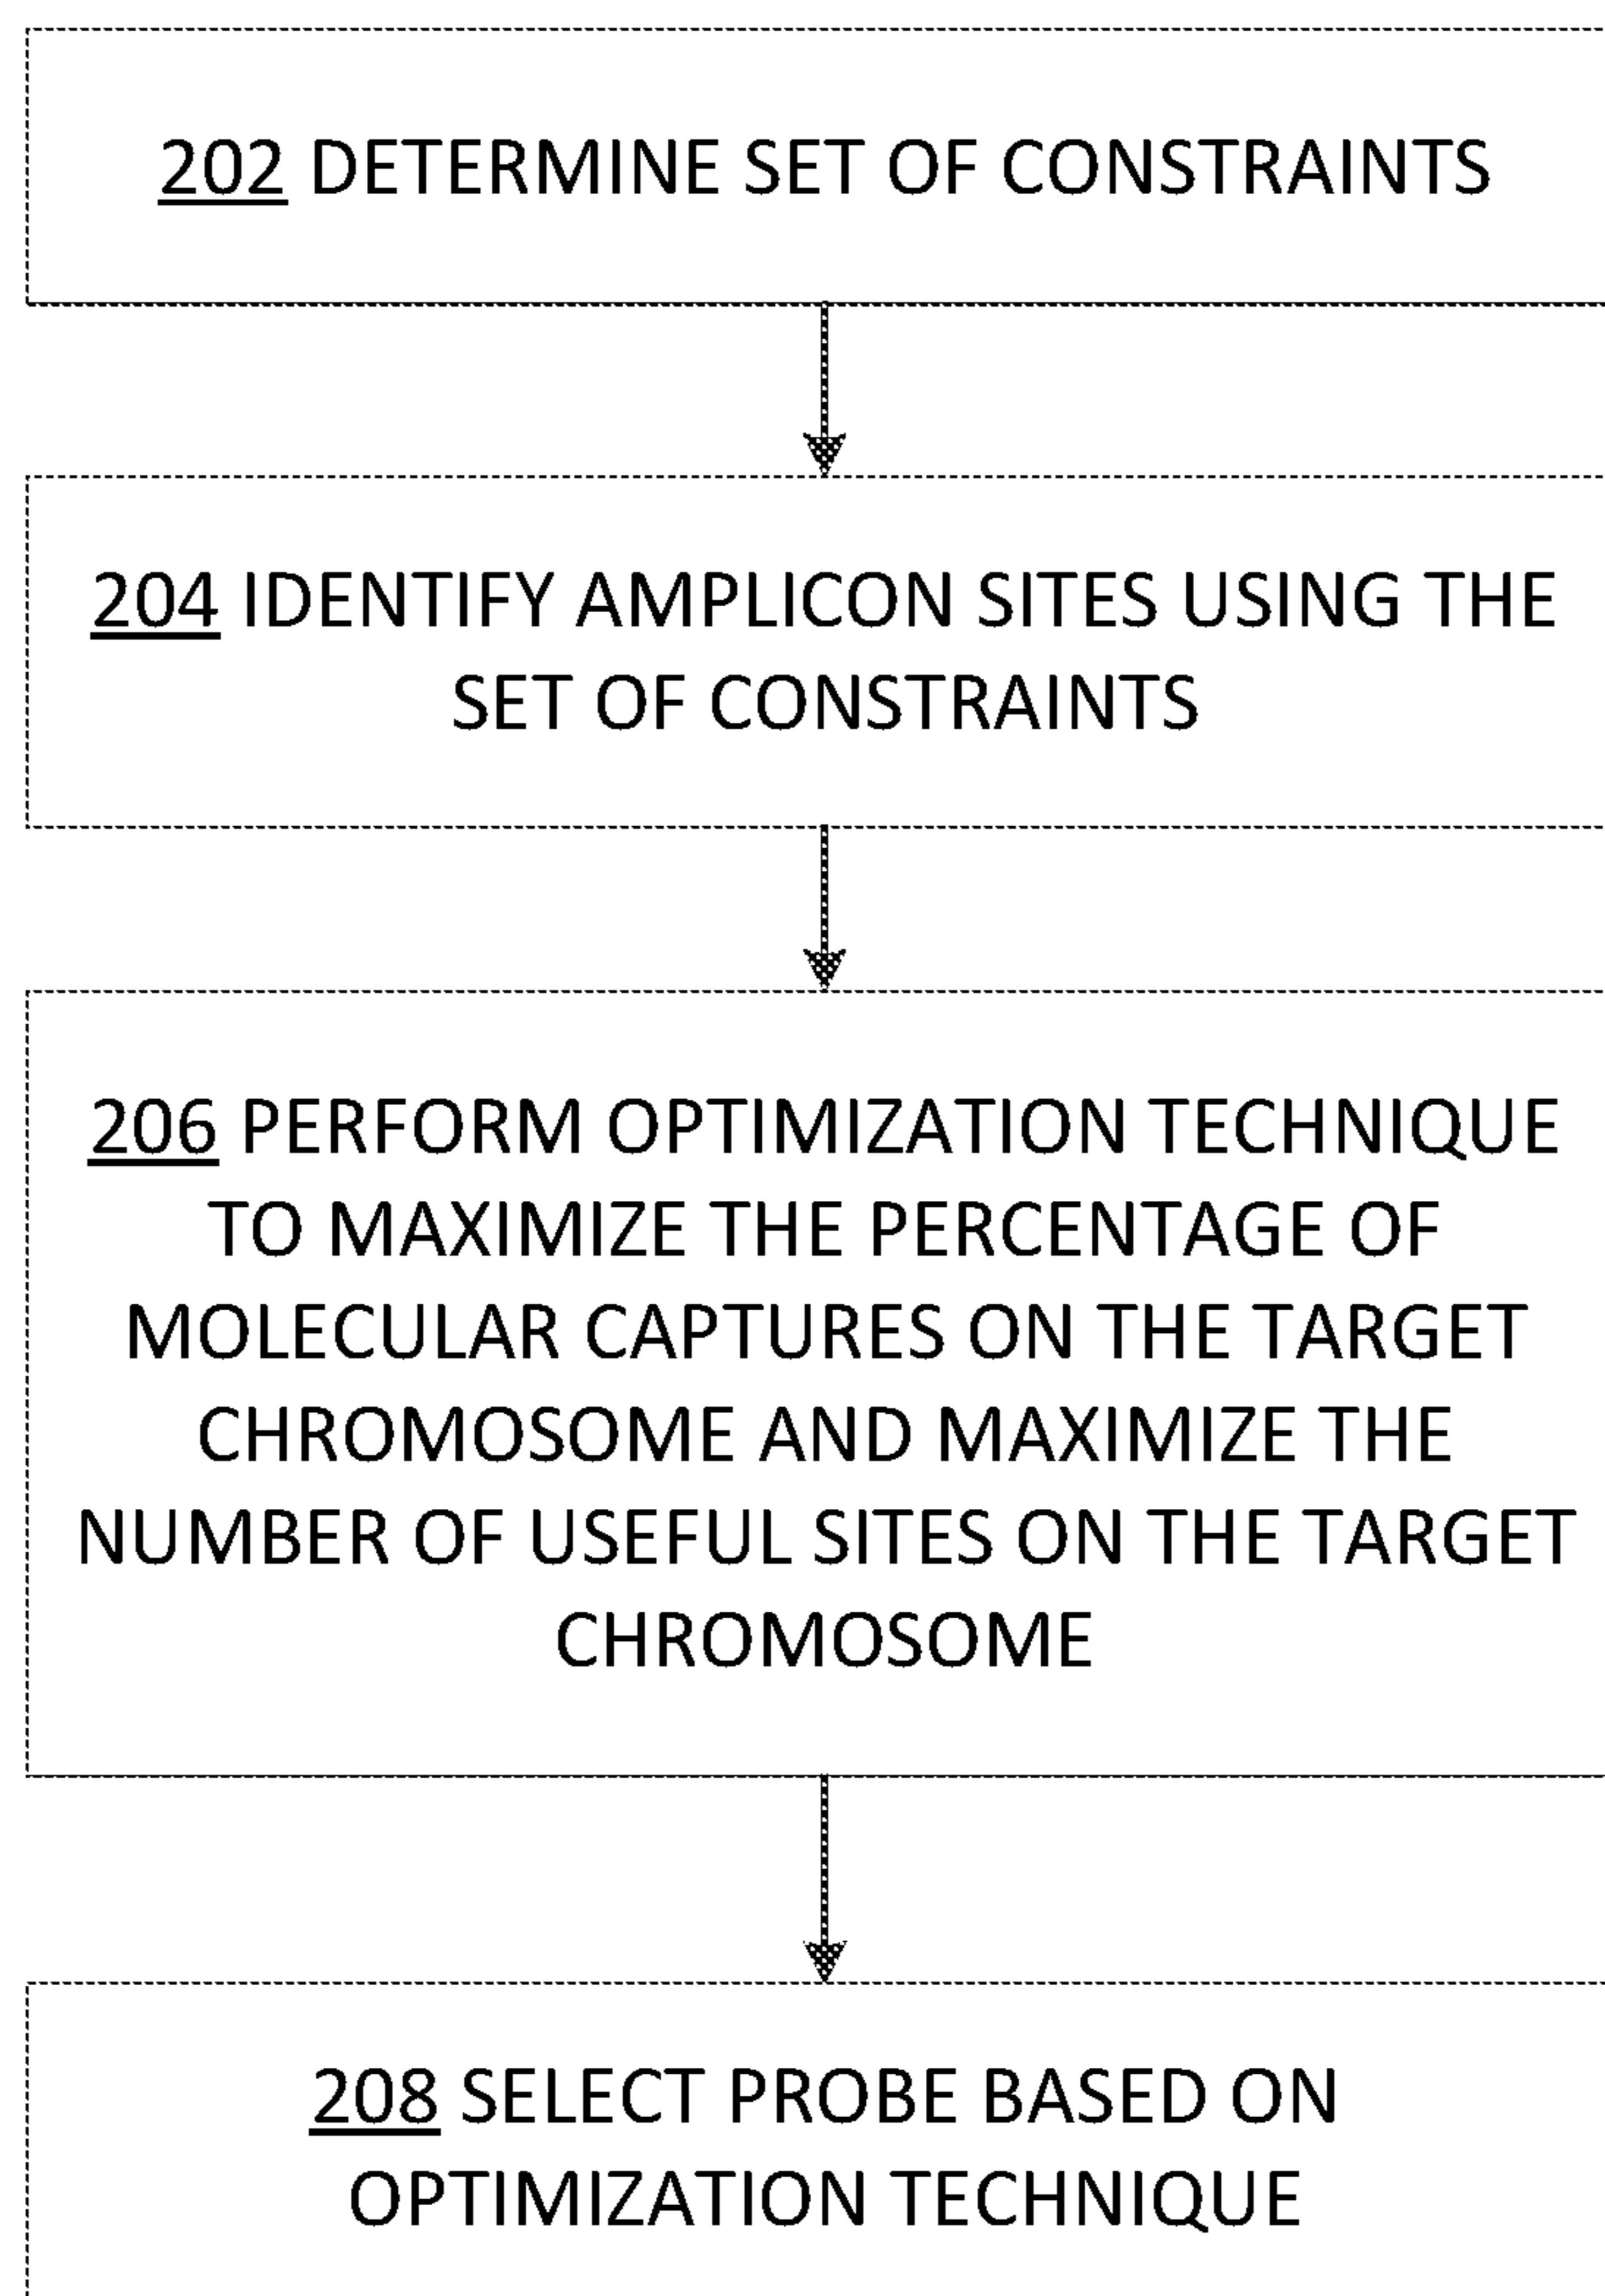 202 DETERMINE SET OF CONSTRAINTS
204 IDENTIFY AMPLICON SITES USING THE
SET OF CONSTRAINTS
206 PERFORM OPTIMIZATION TECHNIQUE
TO MAXIMIZE THE PERCENTAGE OF
MOLECULAR CAPTURES ON THE TARGET
CHROMOSOME AND MAXIMIZE THE
NUMBER OF USEFUL SITES ON THE TARGET
CHROMOSOME
208 SELECT PROBE BASED ON
OPTIMIZATION TECHNIQUE